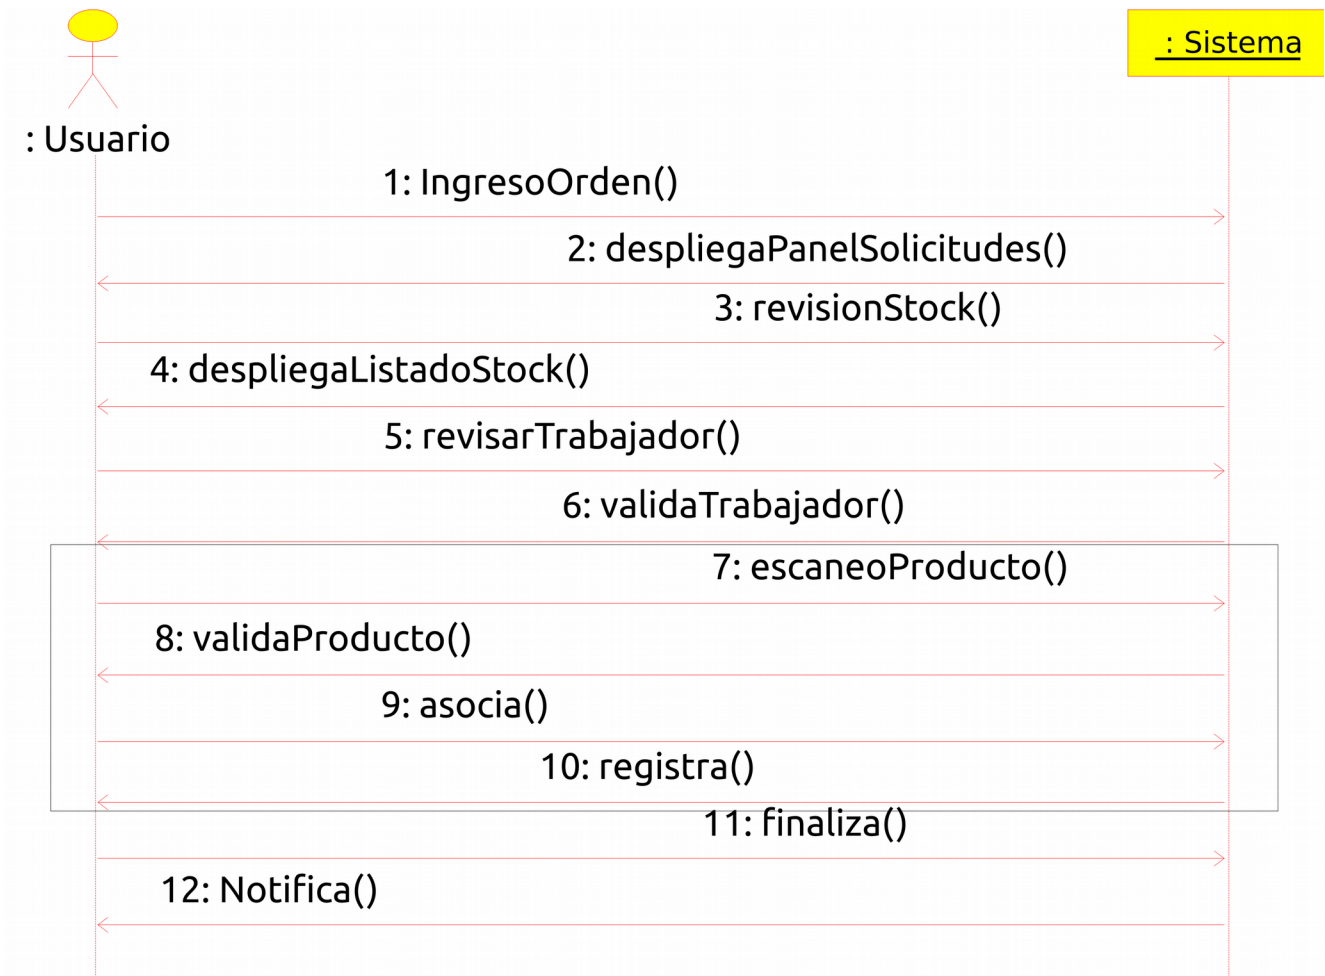 : Sistema
: Usuario
1: IngresoOrden()
2: despliegaPanelSolicitudes()
3: revisionStock()
4: despliegaListadoStock()
5: revisarTrabajador()
6: validaTrabajador()
7: escaneoProducto()
8: validaProducto()
9: asocia()
10: registra()
11: finaliza()
12: Notifica()